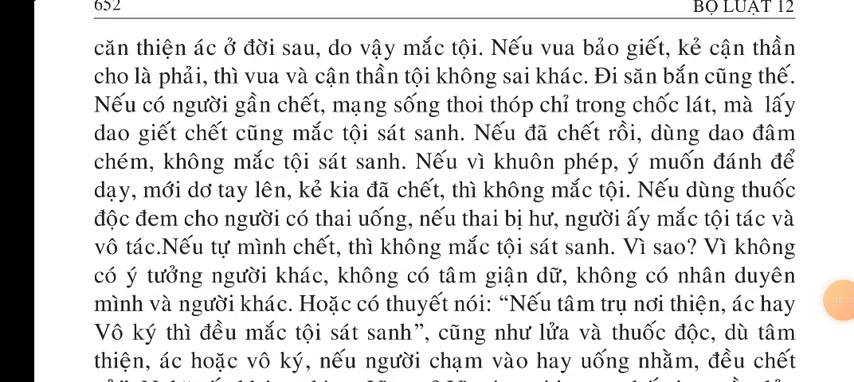 652
BỘ LUẬT 12
căn thiện ác ở đời sau, do vậy mắc tội. Nếu vua bảo giết, kẻ cận thần
cho là phải, thì vua và cận thần tội không sai khác. Đi săn bắn cũng thế.
Nếu có người gần chết, mạng sống thoi thóp chỉ trong chốc lát, mà lấy
dao giết chết cũng mắc tội sát sanh. Nếu đã chết rồi, dùng dao đâm
chém, không mắc tội sát sanh. Nếu vì khuôn phép, ý muốn đánh để
dạy, mới dơ tay lên, kẻ kia đã chết, thì không mắc tội. Nếu dùng thuốc
độc đem cho người có thai uống, nếu thai bị hư, người ấy mắc tội tác và
vô tác.Nếu tự mình chết, thì không mắc tội sát sanh. Vì sao? Vì không
có ý tưởng người khác, không có tâm giận dữ, không có nhân duyên
mình và người khác. Hoặc có thuyết nói: “Nếu tâm trụ nơi thiện, ác hay
Vô ký thì đều mắc tội sát sanh”, cũng như lửa và thuốc độc, dù tâm
thiện, ác hoặc vô ký, nếu người chạm vào hay uống nhằm, đều chết